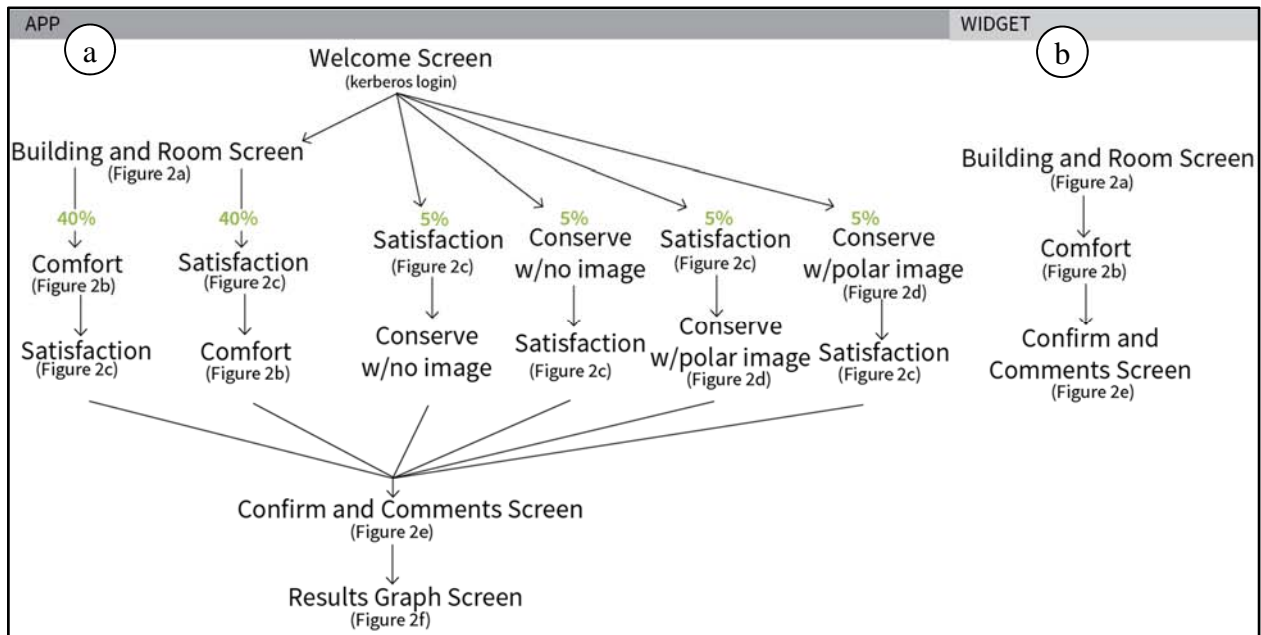 APP
WIDGET
a
b
Welcome Screen
(kerberos login)
Building and Room Screen
(Figure 2a)
40%
40%
5%
5%
5%
5%
Comfort
(Figure 2b)
Satisfaction
(Figure 2c)
Satisfaction
(Figure 2c)
Comfort
(Figure 2b)
Satisfaction
(Figure 2c)
Conserve
w/no image
Conserve
w/no image
Satisfaction
(Figure 2c)
Satisfaction
(Figure 2c)
Conserve
w/polar image
(Figure 2d)
Conserve
w/polar image
(Figure 2d)
Satisfaction
(Figure 2c)
Confirm and Comments Screen
(Figure 2e)
Results Graph Screen
(Figure 2f)
Building and Room Screen
(Figure 2a)
Comfort
(Figure 2b)
Confirm and
Comments Screen
(Figure 2e)